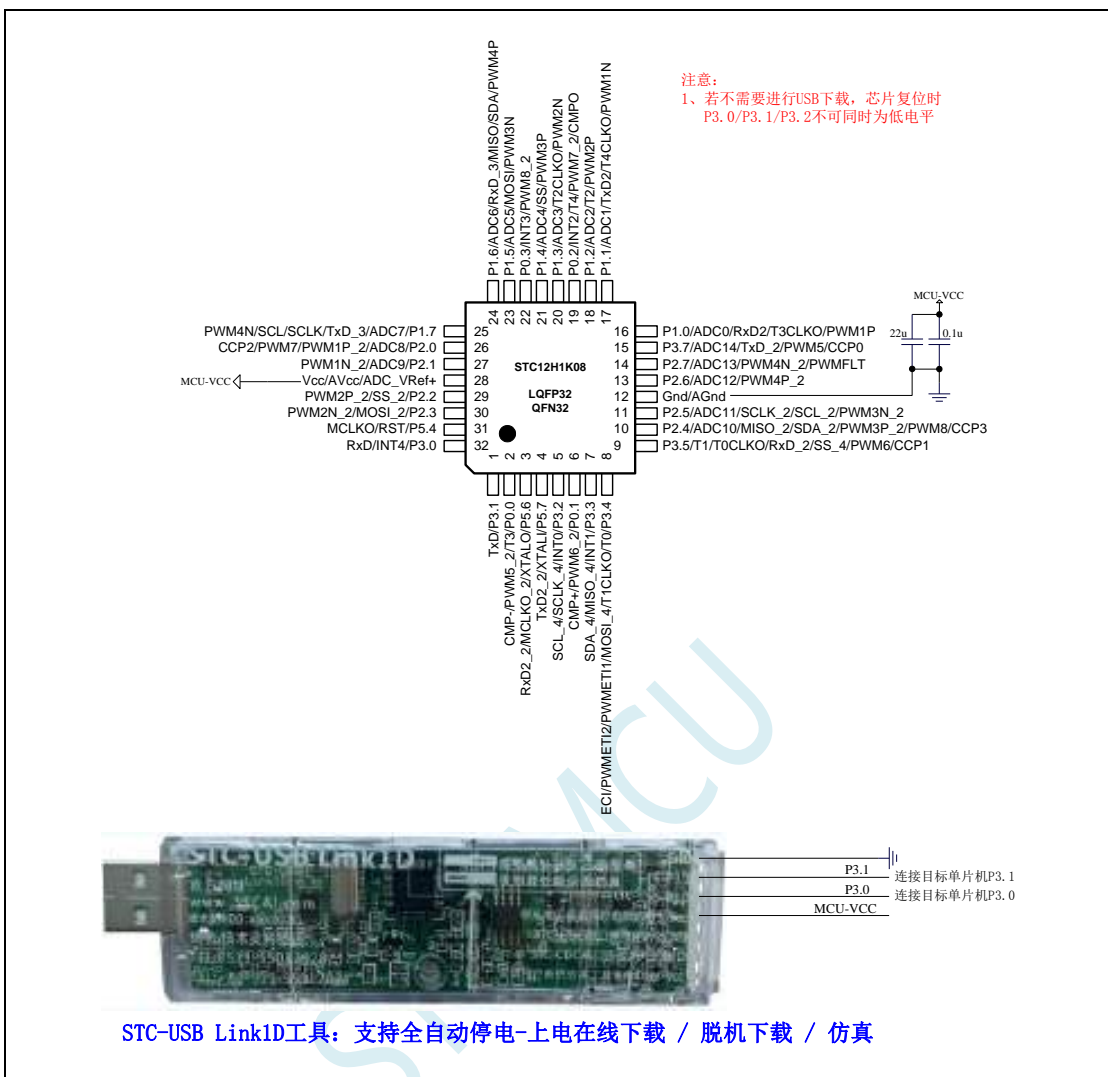 注意：
1、若不需要进行USB下载，芯片复位时
P3.0/P3.1/P3.2不可同时为低电平
P1.6/ADC6/RxD_3/MISO/SDA/PWM4P
P1.5/ADC5/MOSI/PWM3N
P0.3/INT3/PWM8_2
P1.4/ADC4/SS/PWM3P
P1.3/ADC3/T2CLKO/PWM2N
P0.2/INT2/T4/PWM7_2/CMPO
P1.2/ADC2/T2/PWM2P
P1.1/ADC1/TxD2/T4CLKO/PWM1N
24 23 22 21 20 19 18 17
PWM4N/SCL/SCLK/TxD_3/ADC7/P1.7 25
CCP2/PWM7/PWM1P_2/ADC8/P2.0 26
PWM1N_2/ADC9/P2.1 27
MCU-VCC Vcc/AVcc/ADC_VRef+ 28
PWM2P_2/SS_2/P2.2 29
PWM2N_2/MOSI_2/P2.3 30
MCLKO/RST/P5.4 31
RxD/INT4/P3.0 32
STC12H1K08
LQFP32
QFN32
16 P1.0/ADC0/RxD2/T3CLKO/PWM1P
15 P3.7/ADC14/TxD_2/PWM5/CCP0
14 P2.7/ADC13/PWM4N_2/PWMFLT
13 P2.6/ADC12/PWM4P_2
12 Gnd/AGnd
11 P2.5/ADC11/SCLK_2/SCL_2/PWM3N_2
10 P2.4/ADC10/MISO_2/SDA_2/PWM3P_2/PWM8/CCP3
9 P3.5/T1/T0CLKO/RxD_2/SS_4/PWM6/CCP1
MCU-VCC
22u 0.1u
1 2 3 4 5 6 7 8
TxD/P3.1
CMP-/PWM5_2/T3/P0.0
RxD2_2/MCLKO_2/XTALO/P5.6
TxD2_2/XTALI/P5.7
SCL_4/SCLK_4/INT0/P3.2
CMP+/PWM6_2/P0.1
SDA_4/MISO_4/INT1/P3.3
ECI/PWMETI2/PWMETI1/MOSI_4/T1CLKO/T0/P3.4
STC-USB Link1D
P3.1 连接目标单片机P3.1
P3.0 连接目标单片机P3.0
MCU-VCC
STC-USB Link1D工具：支持全自动停电-上电在线下载 / 脱机下载 / 仿真